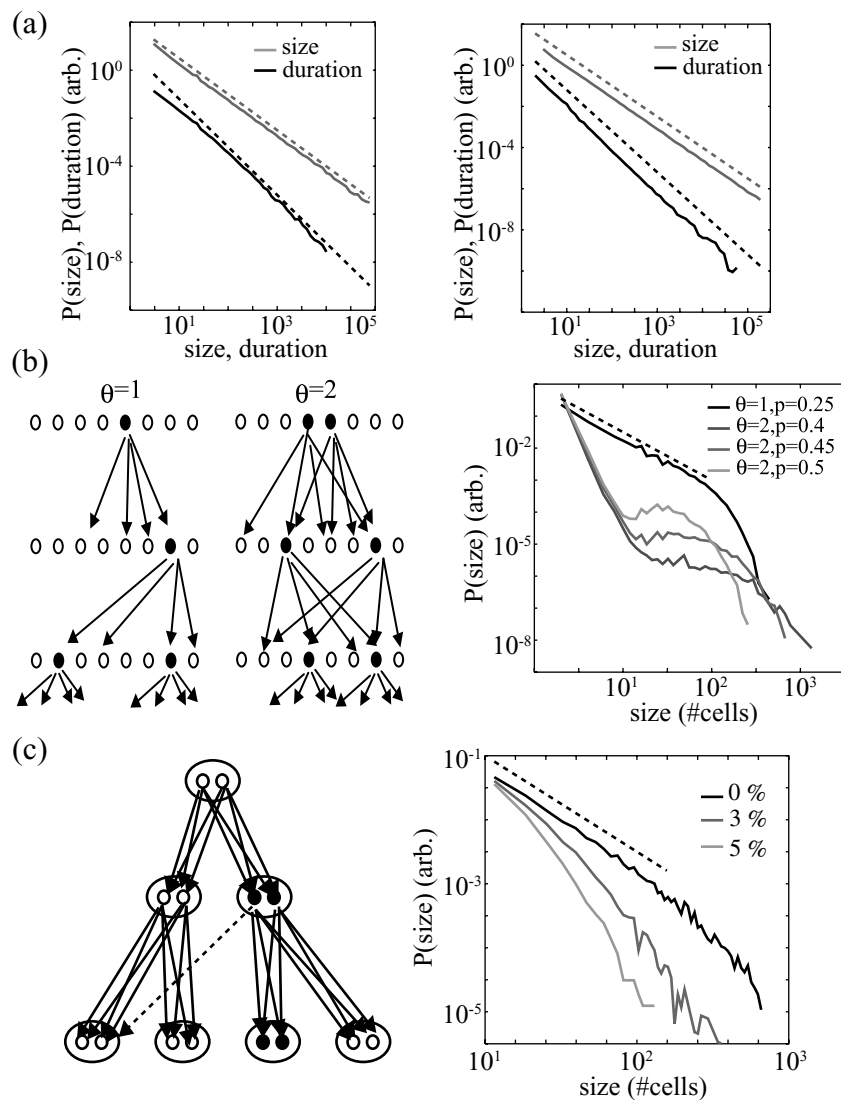 (a)
P(size), P(duration) (arb.)
10^0
10^-4
10^-8
size
duration
10^1 10^3 10^5
size, duration
P(size), P(duration) (arb.)
10^0
10^-4
10^-8
size
duration
10^1 10^3 10^5
size, duration
(b)
θ=1
θ=2
P(size) (arb.)
10^-2
10^-5
10^-8
θ=1,p=0.25
θ=2,p=0.4
θ=2,p=0.45
θ=2,p=0.5
10^1 10^2 10^3
size (#cells)
(c)
P(size) (arb.)
10^-1
10^-3
10^-5
0 %
3 %
5 %
10^1 10^2 10^3
size (#cells)